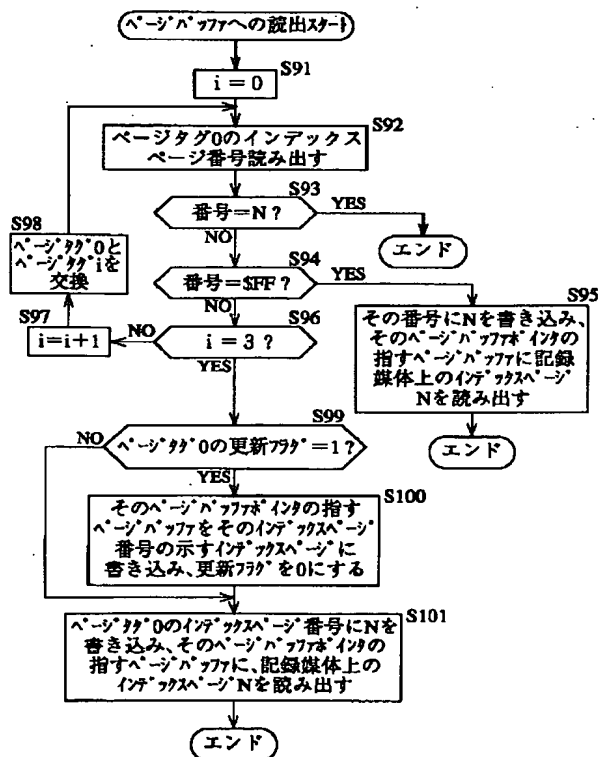 ページバッファへの読出スタート
S91
i=0
S92
ページタグ0のインデックス
ページ番号読み出す
S93
番号=N?
YES
エンド
NO
S94
番号=$FF?
YES
S95
その番号にNを書き込み、
そのページバッファポインタの
指すページバッファに記録
媒体上のインデックスページ
Nを読み出す
エンド
NO
S96
i=3?
NO
S97
i=i+1
S98
ページタグ0と
ページタグiを
交換
YES
S99
ページタグ0の更新フラグ=1?
NO
YES
S100
そのページバッファポインタの指す
ページバッファをそのインデックスページ
番号の示すインデックスページに
書き込み、更新フラグを0にする
S101
ページタグ0のインデックスページ番号にNを
書き込み、そのページバッファポインタの
指すページバッファに、記録媒体上の
インデックスページNを読み出す
エンド